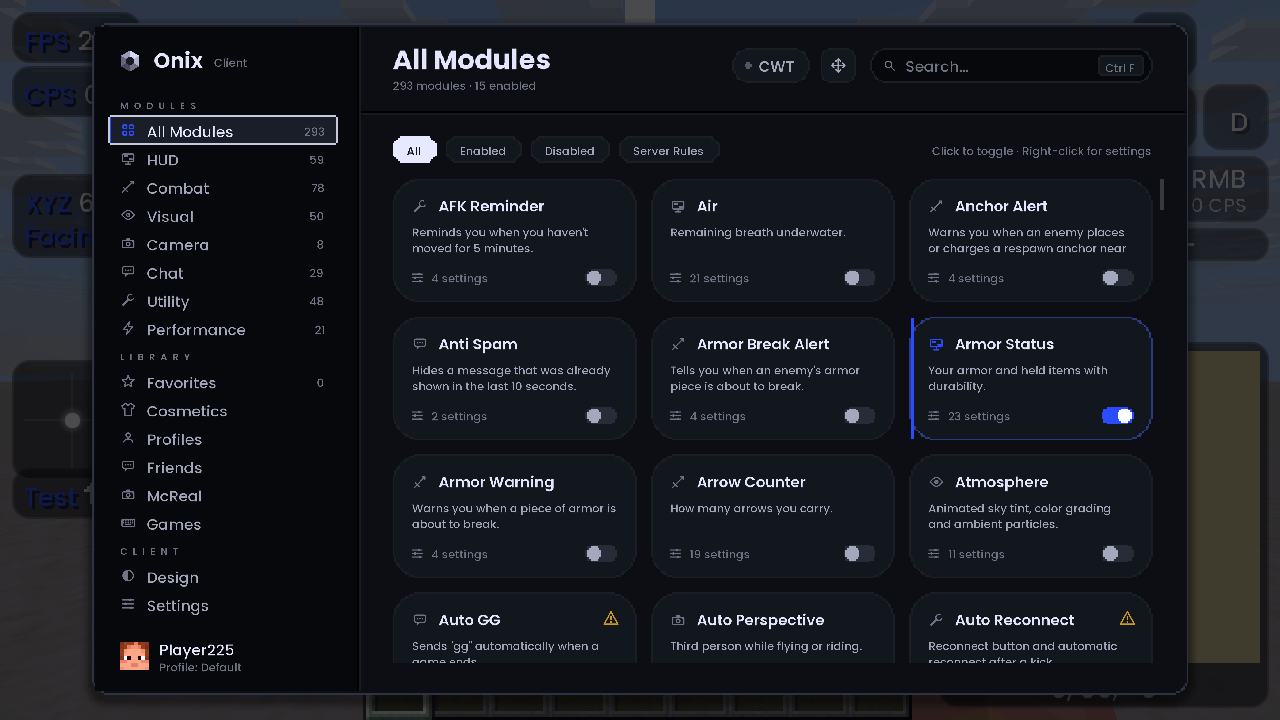 FPS 2
CPS
XYZ 6
Facin
Test
Onix Client
MODULES
All Modules 293
HUD 59
Combat 78
Visual 50
Camera 8
Chat 29
Utility 48
Performance 21
LIBRARY
Favorites 0
Cosmetics
Profiles
Friends
McReal
Games
CLIENT
Design
Settings
Player225
Profile: Default
All Modules
293 modules · 15 enabled
CWT
Search...
Ctrl F
All
Enabled
Disabled
Server Rules
Click to toggle · Right-click for settings
AFK Reminder
Reminds you when you haven't
moved for 5 minutes.
4 settings
Air
Remaining breath underwater.
21 settings
Anchor Alert
Warns you when an enemy places
or charges a respawn anchor near
4 settings
Anti Spam
Hides a message that was already
shown in the last 10 seconds.
2 settings
Armor Break Alert
Tells you when an enemy's armor
piece is about to break.
4 settings
Armor Status
Your armor and held items with
durability.
23 settings
Armor Warning
Warns you when a piece of armor is
about to break.
4 settings
Arrow Counter
How many arrows you carry.
19 settings
Atmosphere
Animated sky tint, color grading
and ambient particles.
11 settings
Auto GG
Sends 'gg' automatically when a
game ends.
Auto Perspective
Third person while flying or riding.
Auto Reconnect
Reconnect button and automatic
reconnect after a kick.
D
RMB
0 CPS